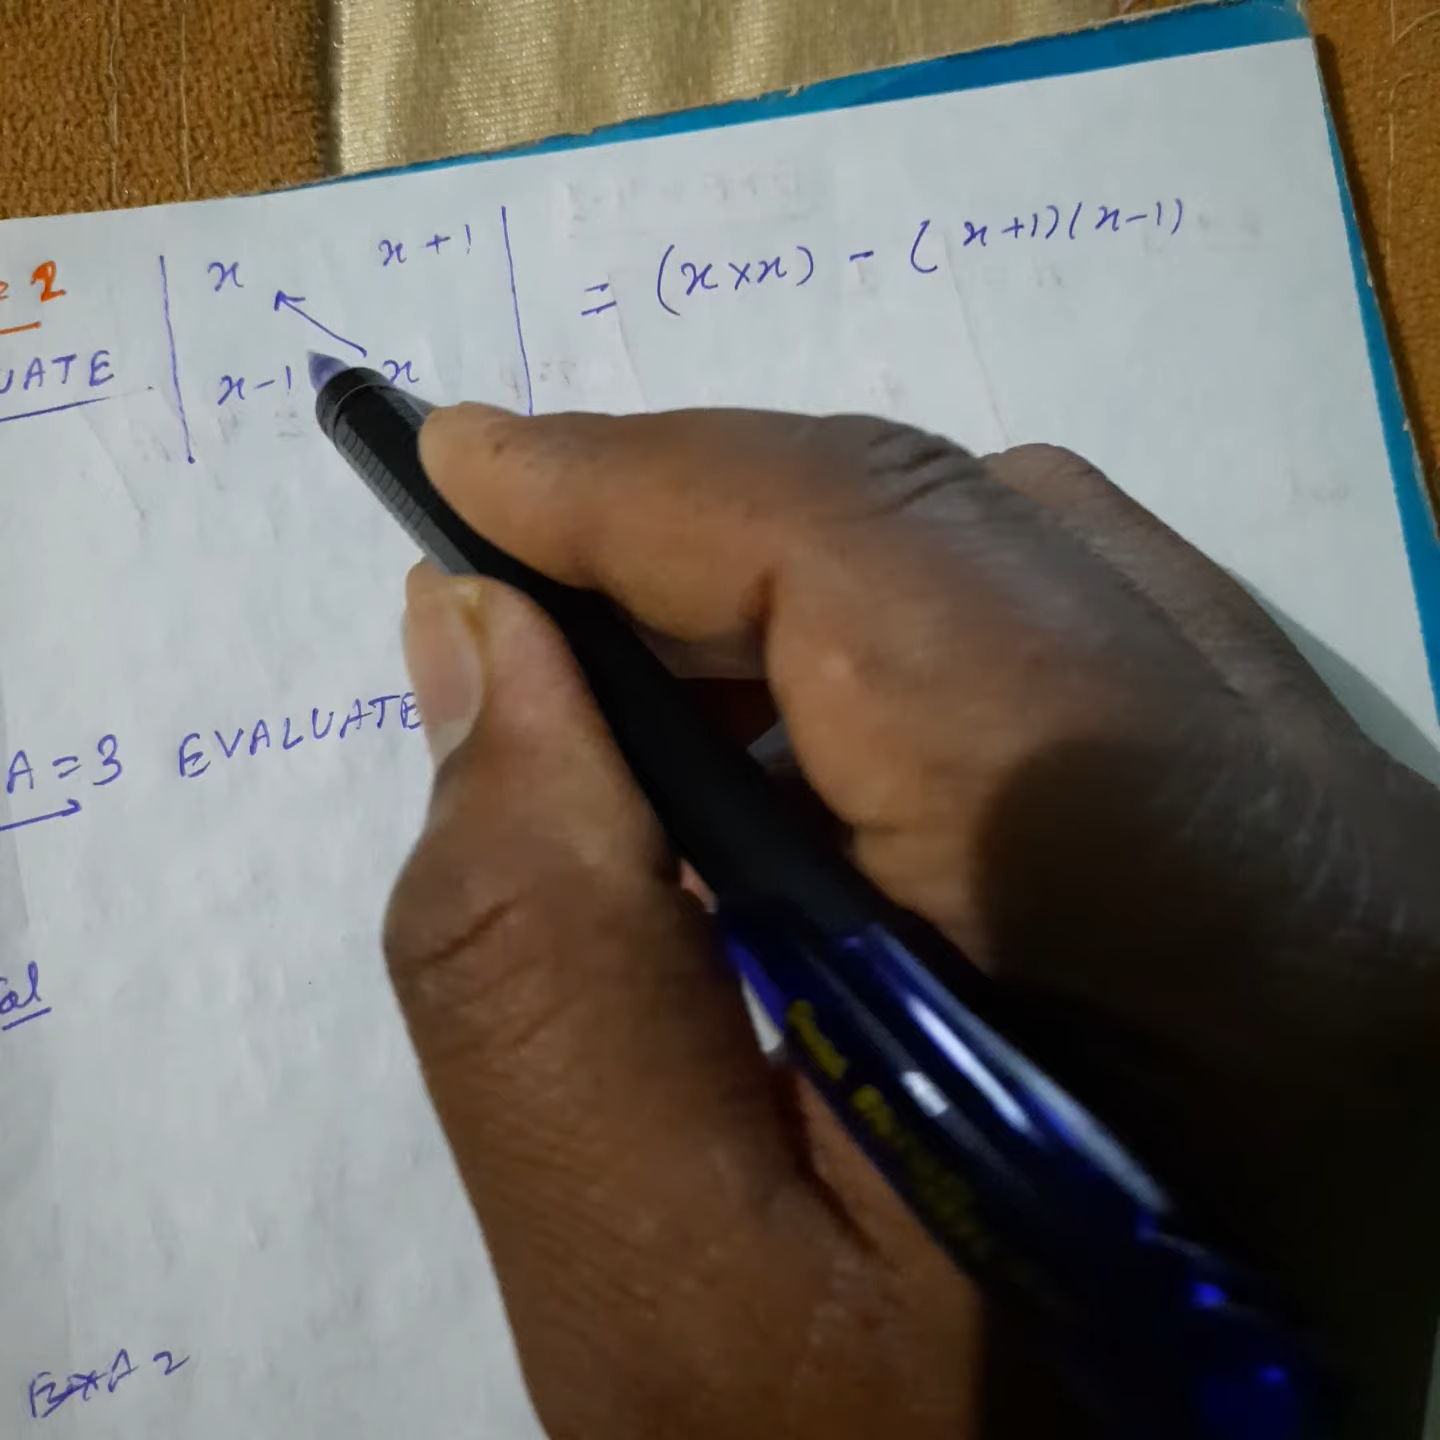 = 2
| x x+1 | = (x × x) - (x+1)(x-1)
UATE | x-1 x |
A = 3 EVALUATE
al